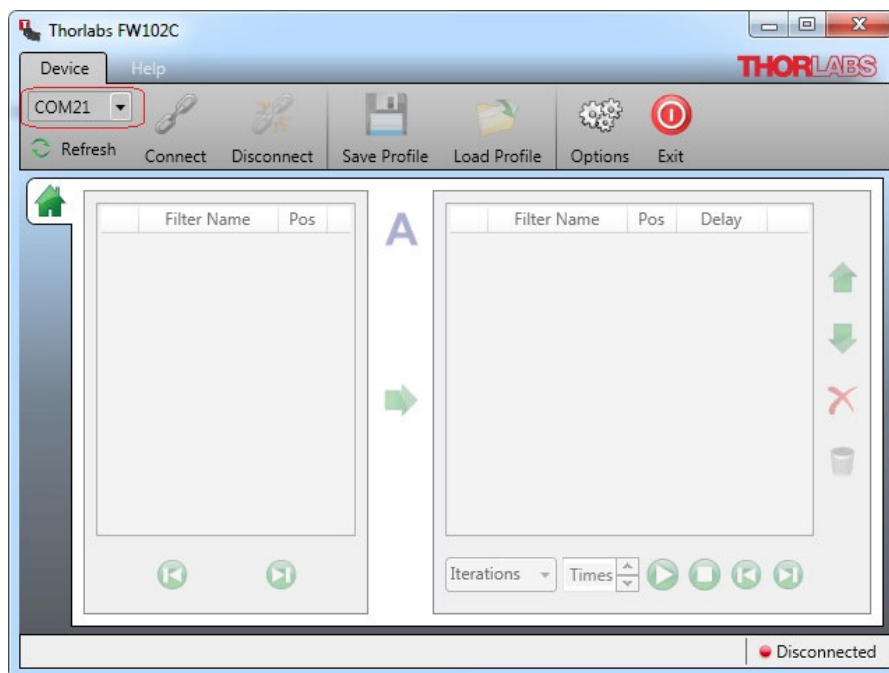 Thorlabs FW102C
Device Help THORLABS
COM21
Refresh Connect Disconnect Save Profile Load Profile Options Exit
Filter Name Pos A Filter Name Pos Delay
Iterations Times
Disconnected